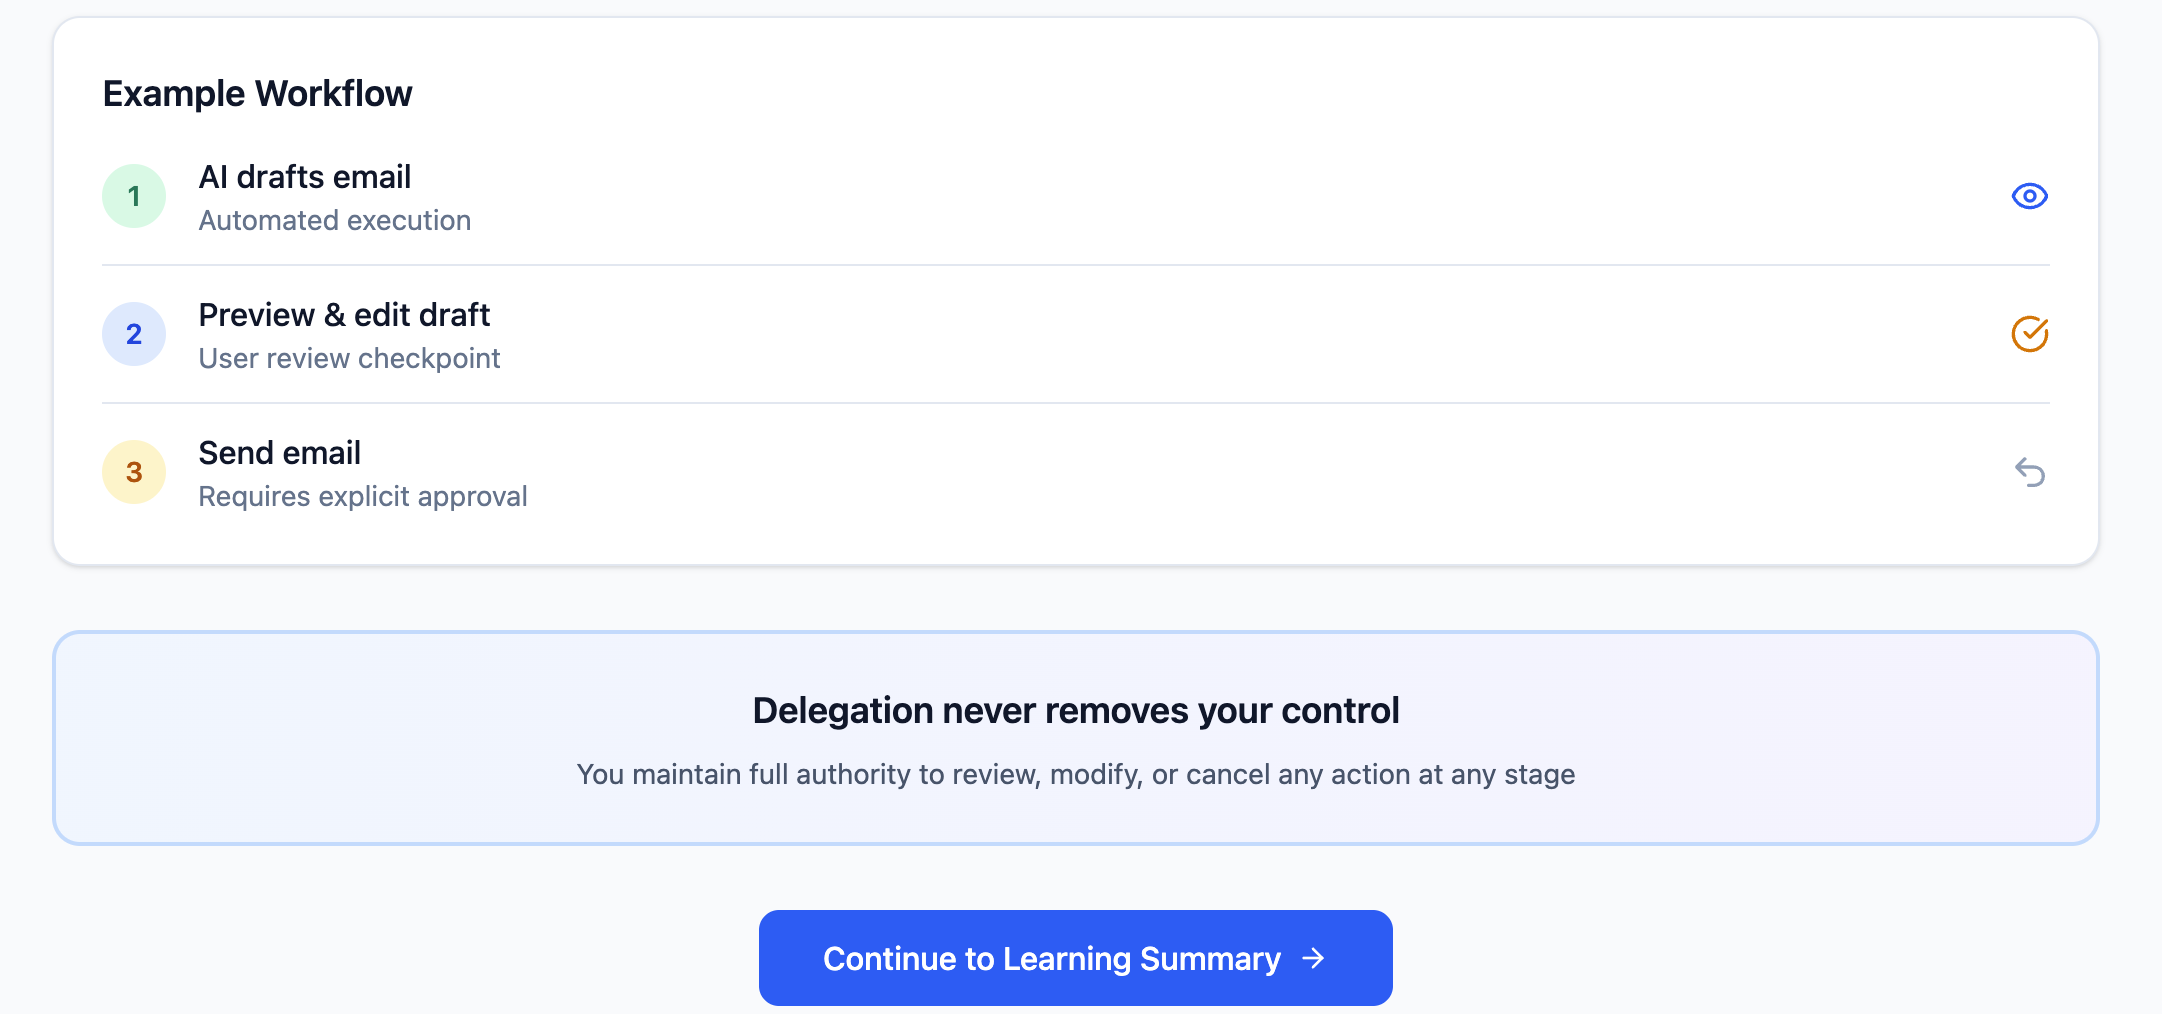 Example Workflow
1
AI drafts email
Automated execution
2
Preview & edit draft
User review checkpoint
3
Send email
Requires explicit approval
Delegation never removes your control
You maintain full authority to review, modify, or cancel any action at any stage
Continue to Learning Summary →